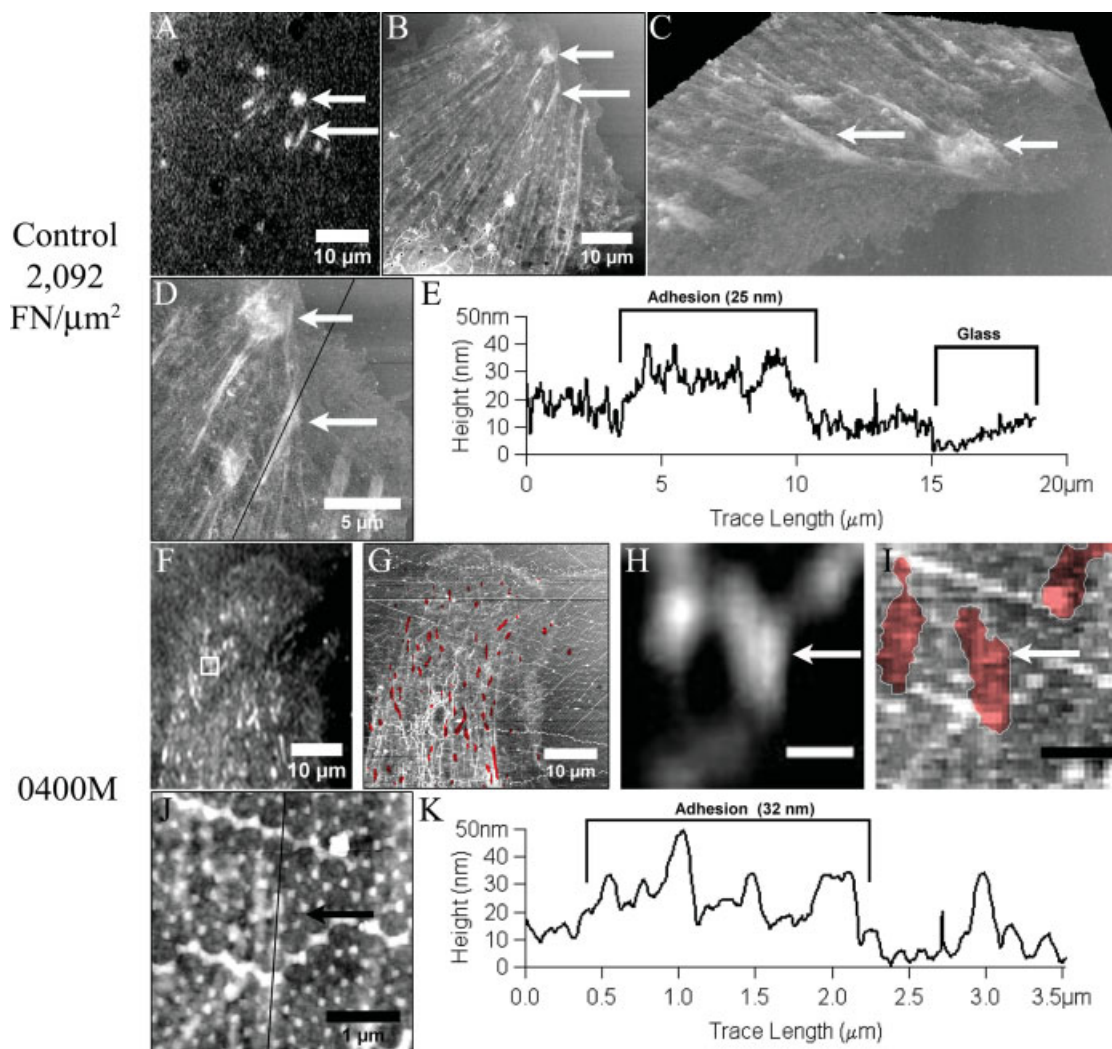 Control
2,092
FN/μm²
A
10 μm
B
10 μm
C
D
5 μm
E
Adhesion (25 nm)
Glass
50nm
40
30
20
10
0
Height (nm)
0 5 10 15 20μm
Trace Length (μm)
0400M
F
10 μm
G
10 μm
H
I
J
1 μm
K
Adhesion (32 nm)
50nm
40
30
20
10
0
Height (nm)
0.0 0.5 1.0 1.5 2.0 2.5 3.0 3.5μm
Trace Length (μm)